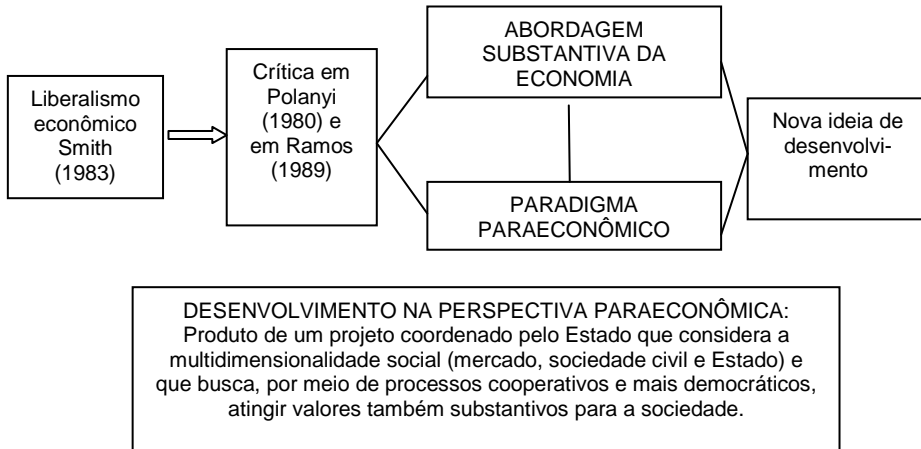 Liberalismo
econômico
Smith
(1983)
Crítica em
Polanyi
(1980) e
em Ramos
(1989)
ABORDAGEM
SUBSTANTIVA DA
ECONOMIA
PARADIGMA
PARAECONÔMICO
Nova ideia de
desenvolvi-
mento
DESENVOLVIMENTO NA PERSPECTIVA PARAECONÔMICA:
Produto de um projeto coordenado pelo Estado que considera a
multidimensionalidade social (mercado, sociedade civil e Estado) e
que busca, por meio de processos cooperativos e mais democráticos,
atingir valores também substantivos para a sociedade.